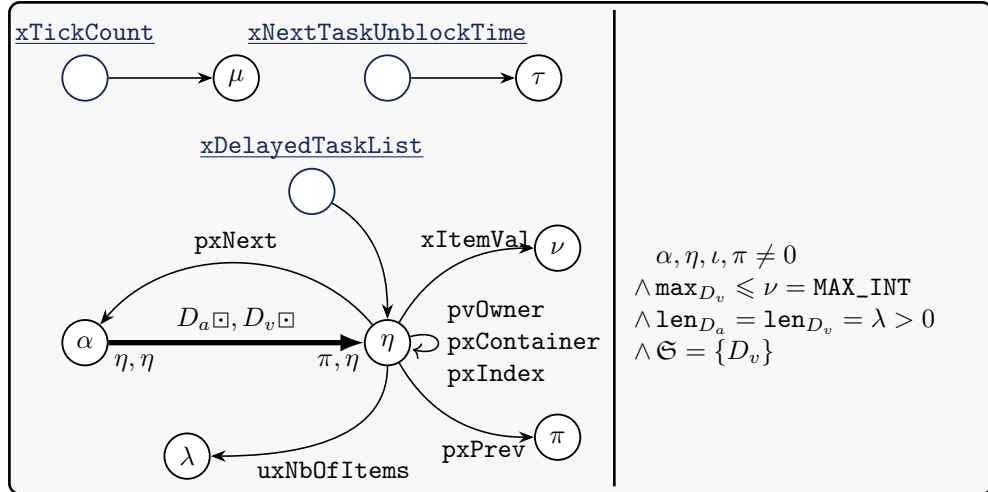 xTickCount
xNextTaskUnblockTime
μ
τ
xDelayedTaskList
pxNext
xItemVal
ν
D_a⊡, D_v⊡
α
η, η
π, η
η
pvOwner
pxContainer
pxIndex
λ
uxNbOfItems
pxPrev
π
α, η, ι, π ≠ 0
∧ max_{D_v} ⩽ ν = MAX_INT
∧ len_{D_a} = len_{D_v} = λ > 0
∧ 𝔖 = {D_v}